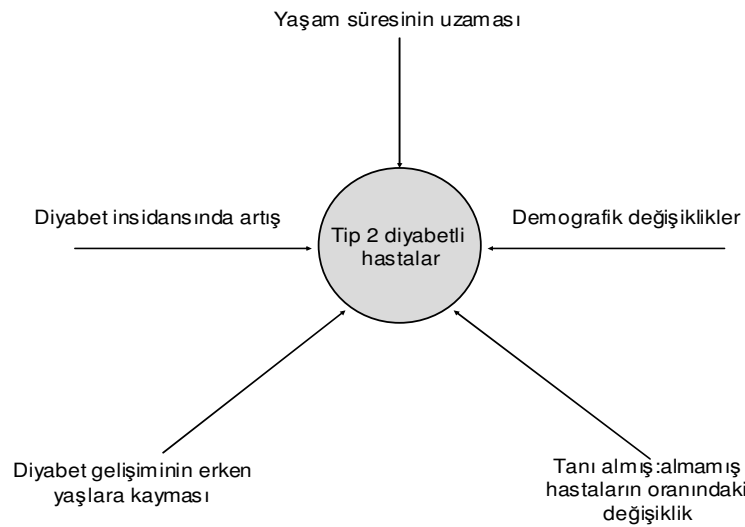 Yaşam süresinin uzaması
Diyabet insidansında artış
Tip 2 diyabetli
hastalar
Demografik değişiklikler
Diyabet gelişiminin erken
yaşlara kayması
Tanı almış:almamış
hastaların oranındaki
değişiklik